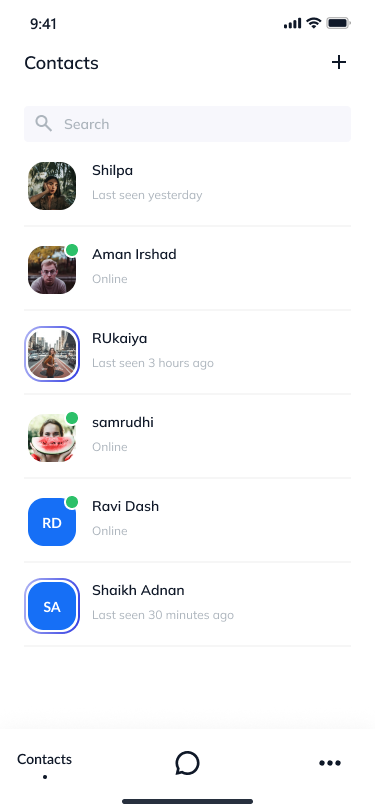 9:41
Contacts
Search
Shilpa
Last seen yesterday
Aman Irshad
Online
RUkaiya
Last seen 3 hours ago
samrudhi
Online
RD
Ravi Dash
Online
SA
Shaikh Adnan
Last seen 30 minutes ago
Contacts